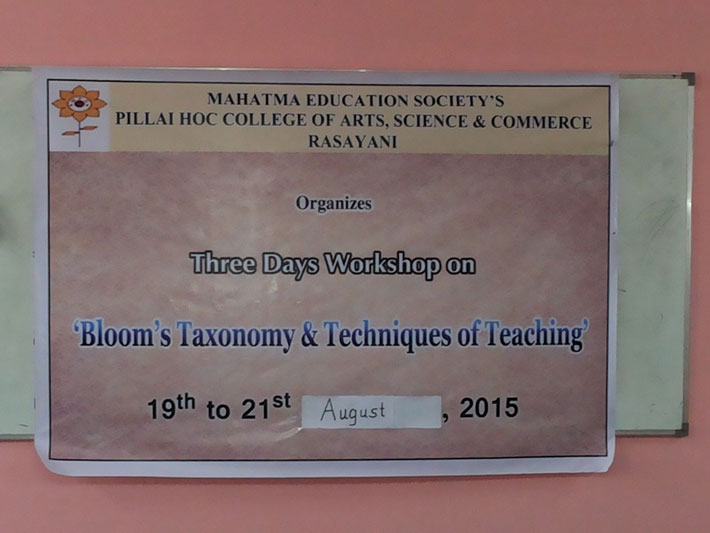 MAHATMA EDUCATION SOCIETY'S
PILLAI HOC COLLEGE OF ARTS, SCIENCE & COMMERCE
RASAYANI
Organizes
Three Days Workshop on
'Bloom's Taxonomy & Techniques of Teaching'
19th to 21st August, 2015